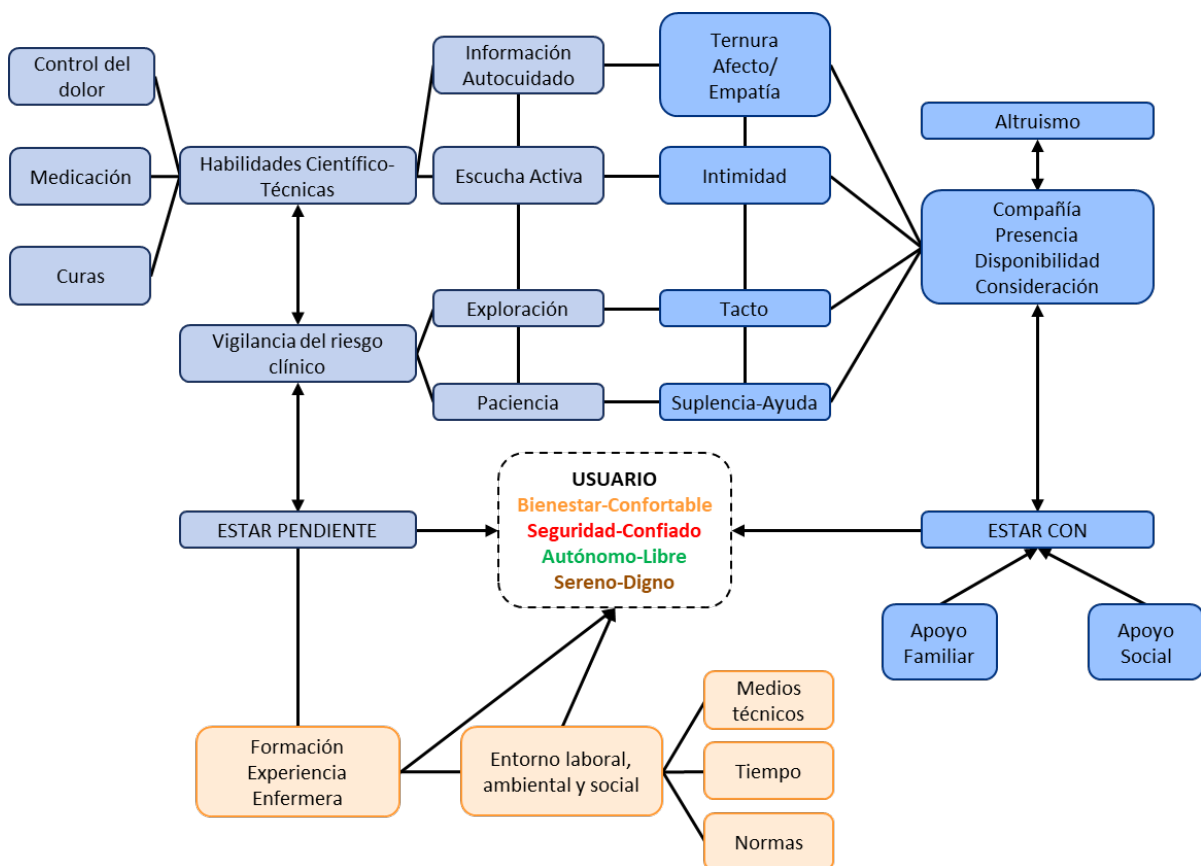 Control del
dolor
Medicación
Curas
Habilidades Científico-
Técnicas
Vigilancia del riesgo
clínico
ESTAR PENDIENTE
Información
Autocuidado
Escucha Activa
Exploración
Paciencia
Ternura
Afecto/
Empatía
Intimidad
Tacto
Suplencia-Ayuda
Altruismo
Compañía
Presencia
Disponibilidad
Consideración
USUARIO
Bienestar-Confortable
Seguridad-Confiado
Autónomo-Libre
Sereno-Digno
ESTAR CON
Apoyo
Familiar
Apoyo
Social
Formación
Experiencia
Enfermera
Entorno laboral,
ambiental y social
Medios
técnicos
Tiempo
Normas